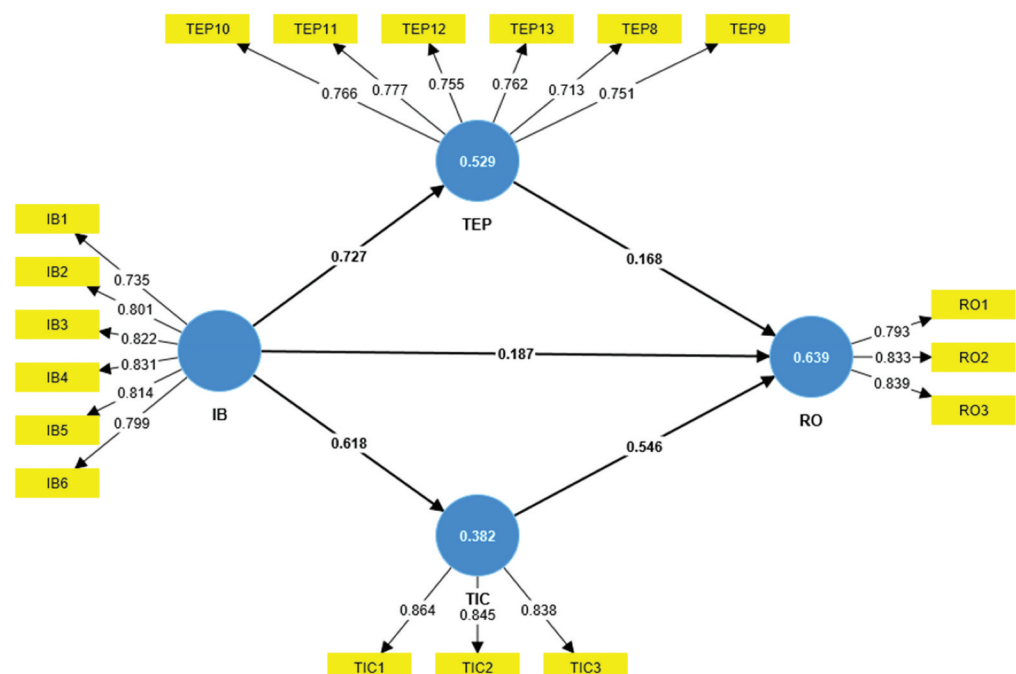 TEP10 TEP11 TEP12 TEP13 TEP8 TEP9
0.766 0.777 0.755 0.762 0.713 0.751
0.529
TEP
IB1
IB2
IB3
IB4
IB5
IB6
0.735
0.801
0.822
0.831
0.814
0.799
IB
0.727
0.187
0.618
0.168
0.546
0.639
RO
0.793
0.833
0.839
RO1
RO2
RO3
0.382
TIC
0.864 0.845 0.838
TIC1 TIC2 TIC3